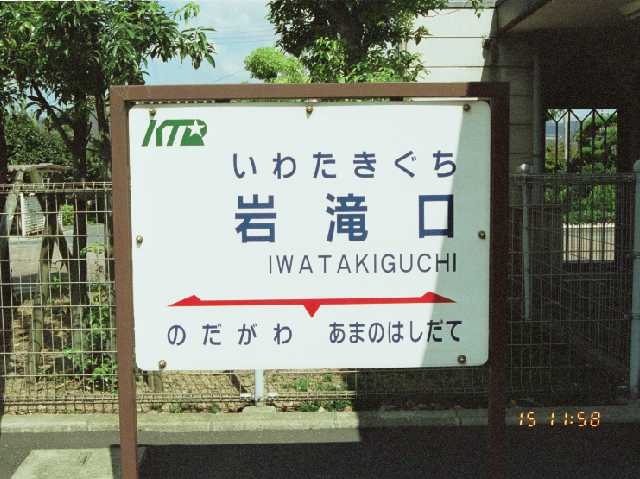 KTR
いわたきぐち
岩滝口
IWATAKIGUCHI
のだがわ あまのはしだて
15 11:58